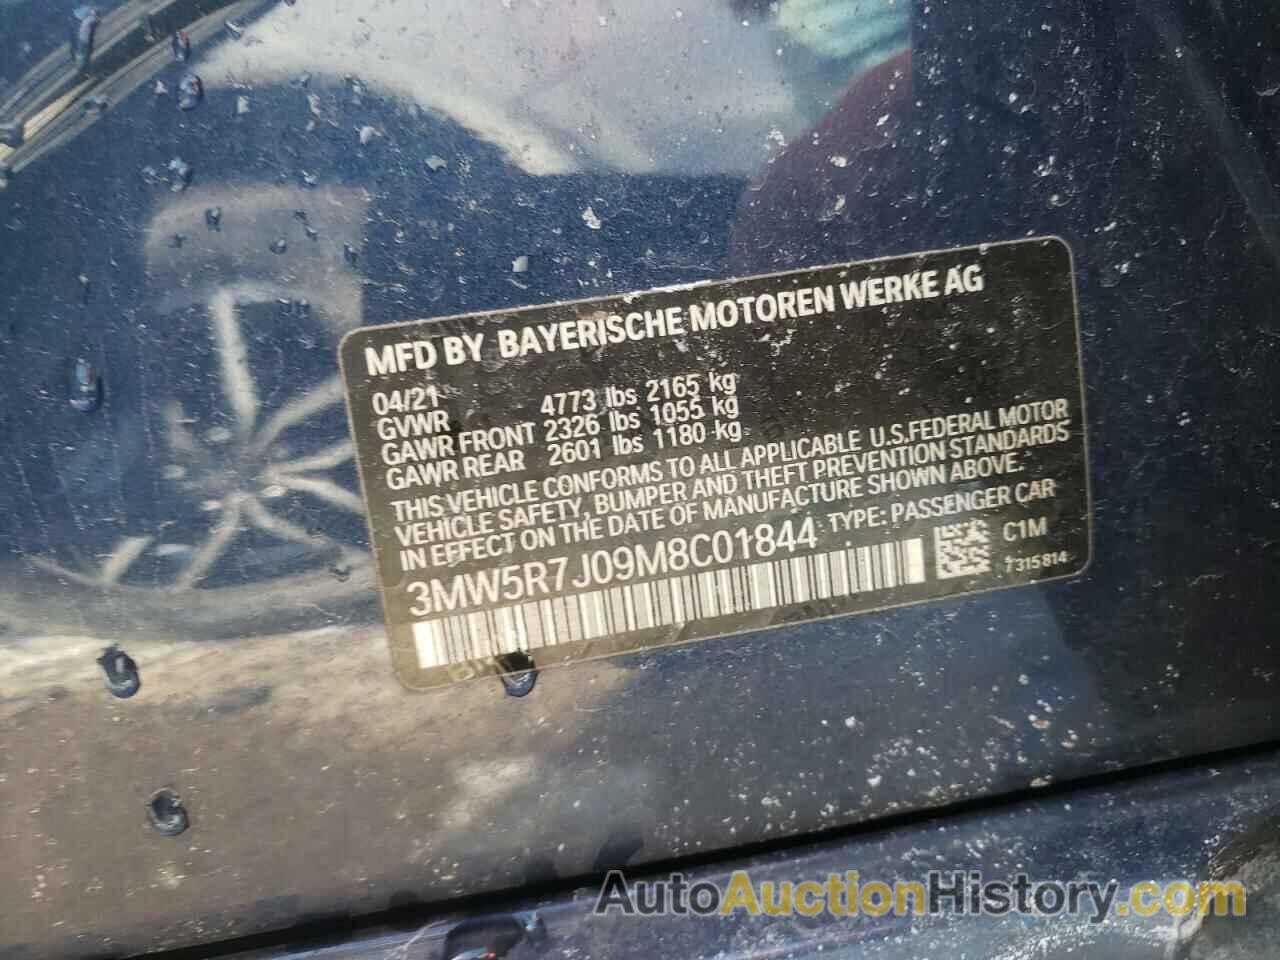 MFD BY BAYERISCHE MOTOREN WERKE AG
04/21
GVWR 4773 lbs 2165 kg
GAWR FRONT 2326 lbs 1055 kg
GAWR REAR 2601 lbs 1180 kg
THIS VEHICLE CONFORMS TO ALL APPLICABLE U.S.FEDERAL MOTOR
VEHICLE SAFETY, BUMPER AND THEFT PREVENTION STANDARDS
IN EFFECT ON THE DATE OF MANUFACTURE SHOWN ABOVE.
3MW5R7J09M8C01844 TYPE: PASSENGER CAR
C1M
7315814
AutoAuctionHistory.com